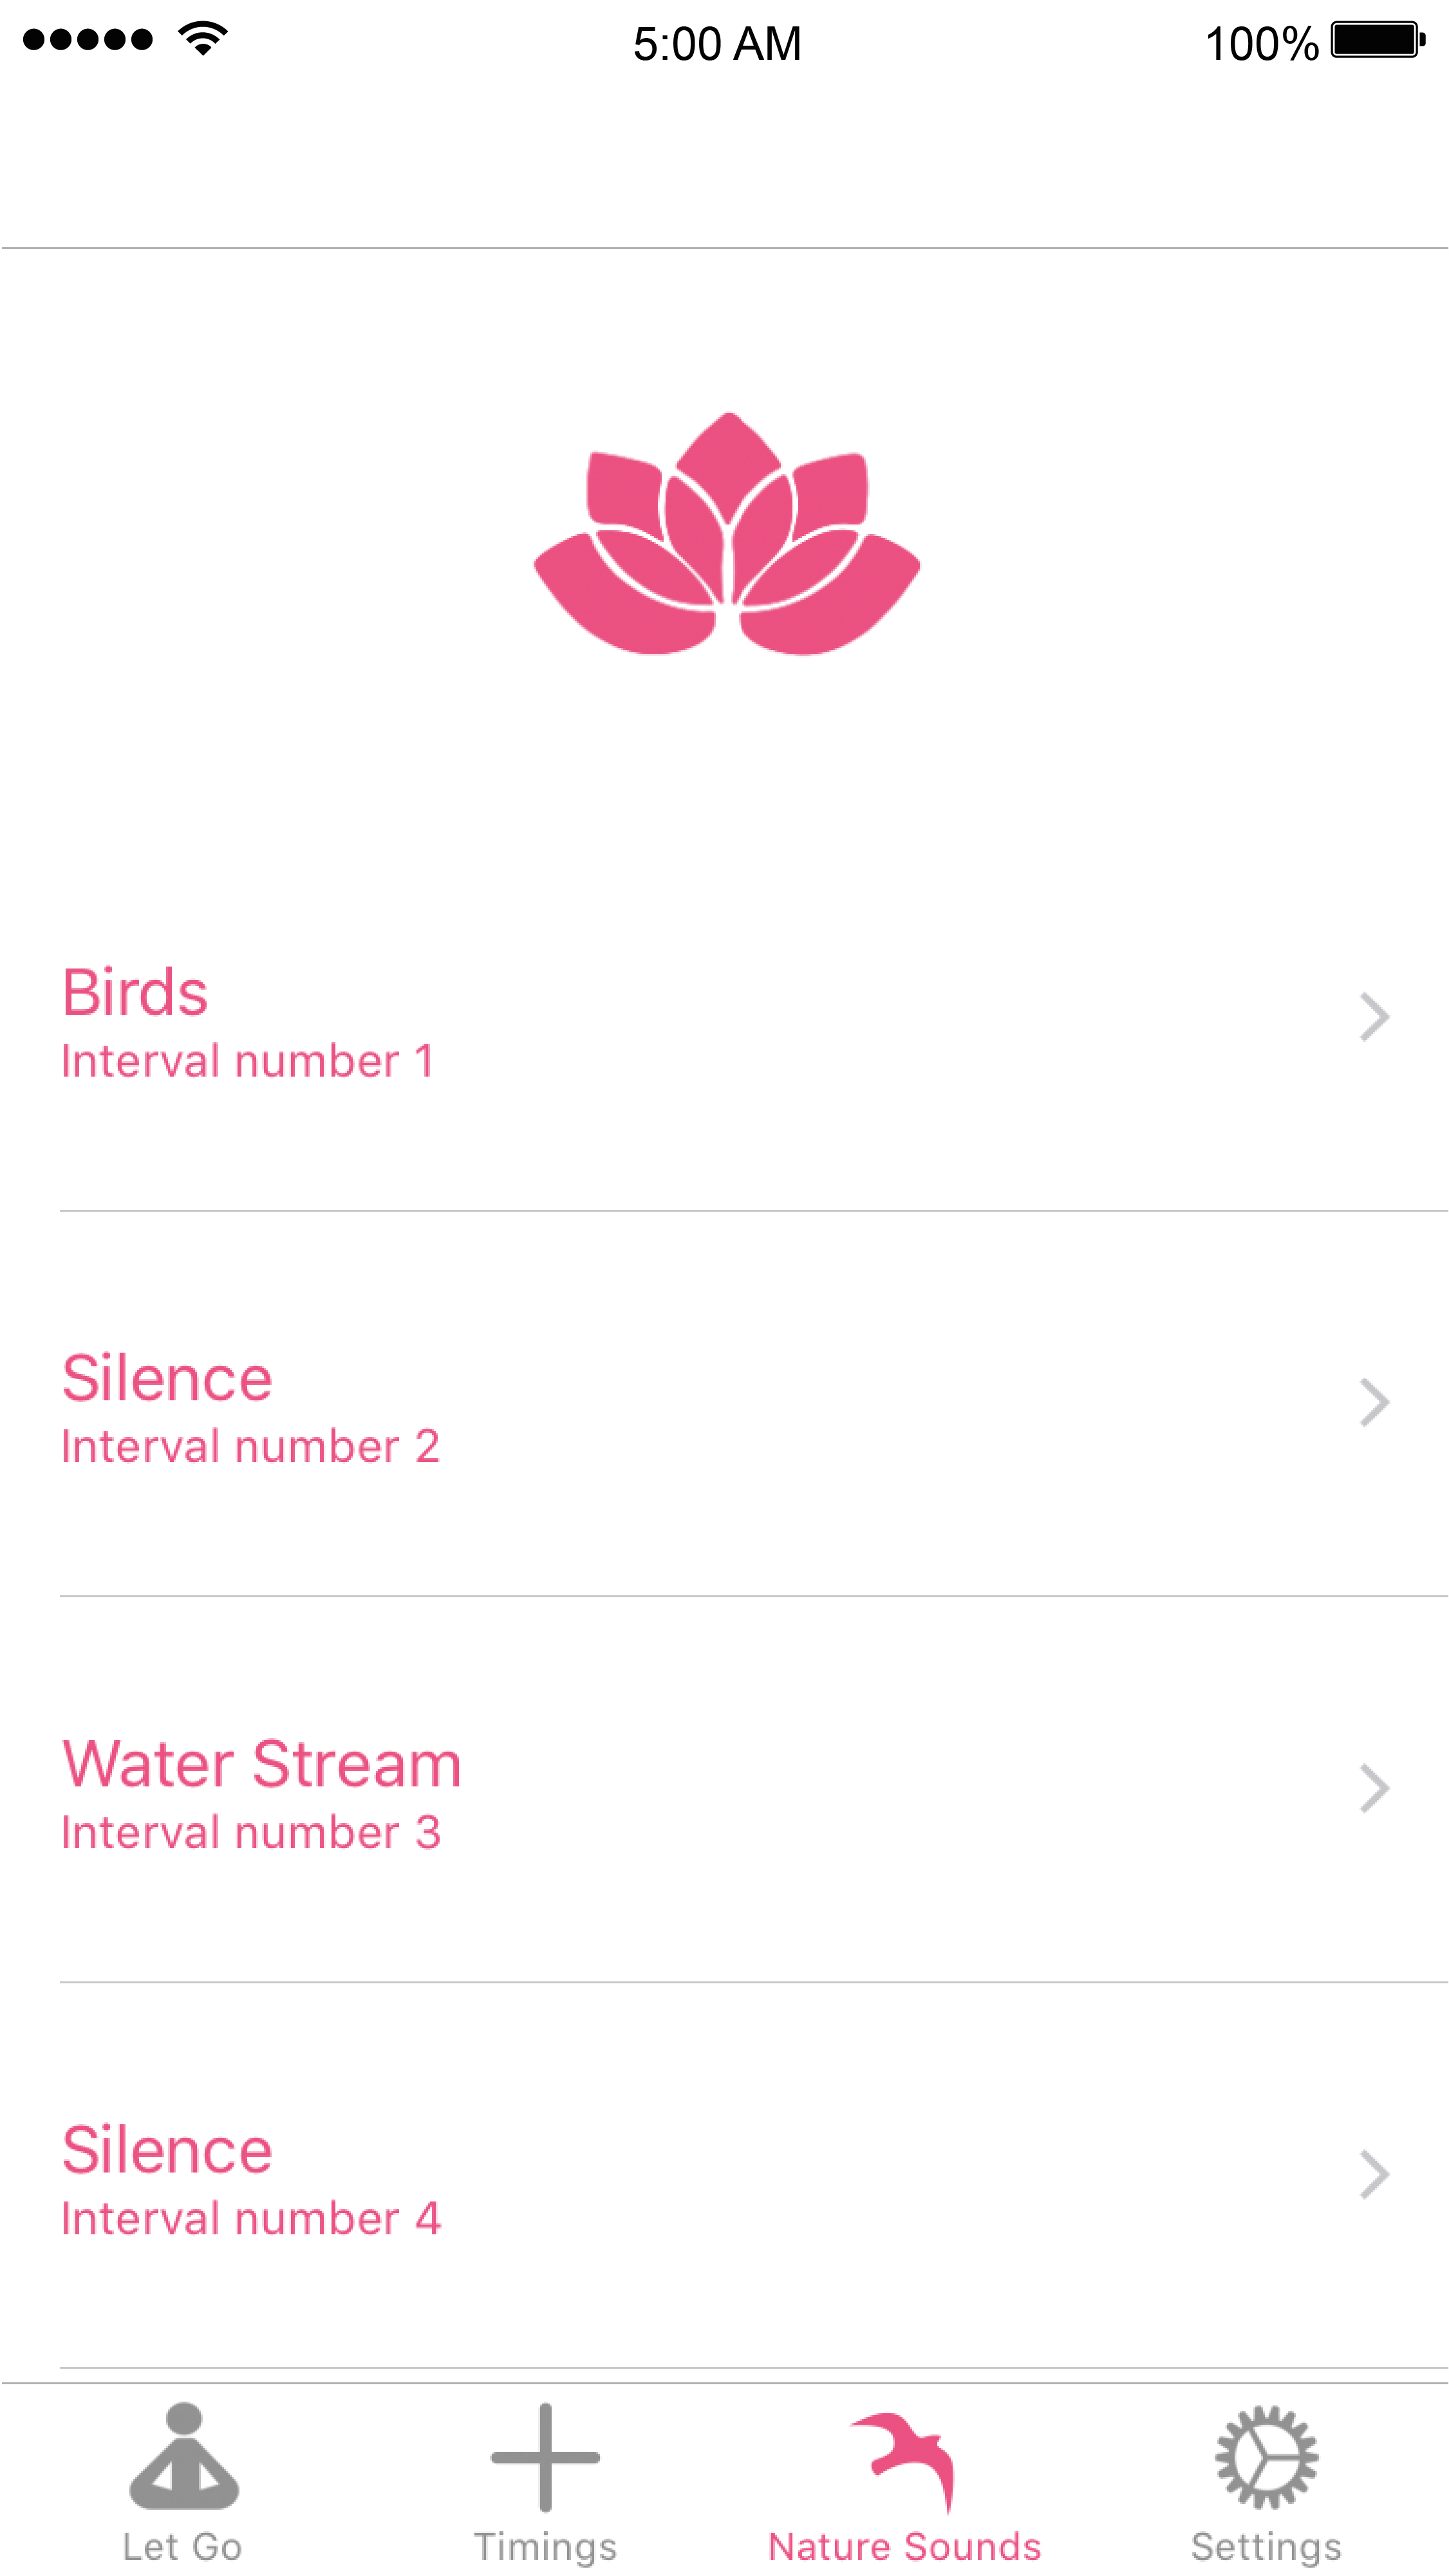 5:00 AM 100%
Birds
Interval number 1
Silence
Interval number 2
Water Stream
Interval number 3
Silence
Interval number 4
Let Go Timings Nature Sounds Settings